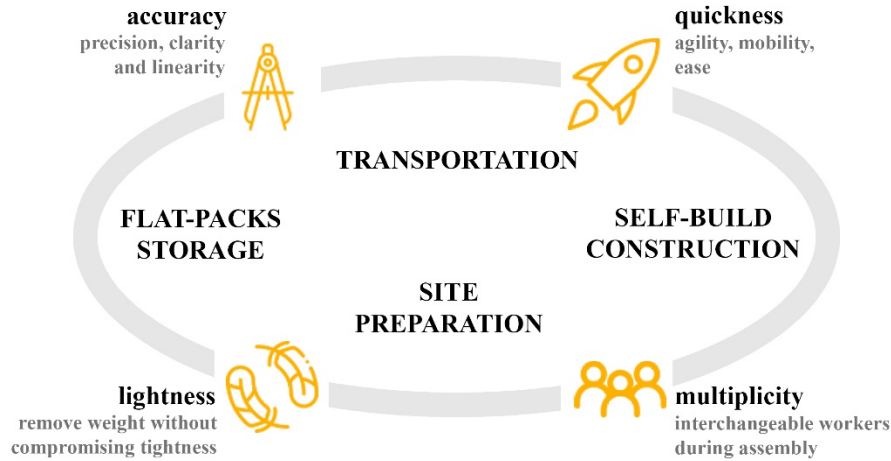 accuracy
precision, clarity
and linearity
quickness
agility, mobility,
ease
TRANSPORTATION
FLAT-PACKS
STORAGE
SELF-BUILD
CONSTRUCTION
SITE
PREPARATION
lightness
remove weight without
compromising tightness
multiplicity
interchangeable workers
during assembly